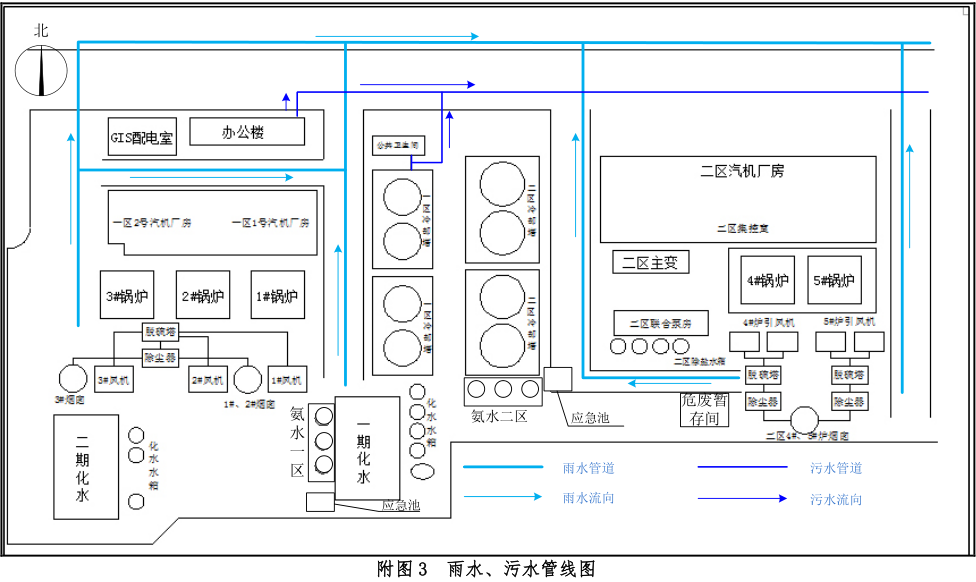 北
GIS配电室
办公楼
公共卫生间
一区2号汽机厂房
一区1号汽机厂房
一区冷却塔
二区冷却塔
二区汽机厂房
二区集控室
二区主变
4#锅炉
5#锅炉
3#锅炉
2#锅炉
1#锅炉
一区冷却塔
二区冷却塔
二区联合泵房
4#炉引风机
5#炉引风机
脱硫塔
除尘器
二区除盐水箱
3#风机
2#风机
1#风机
脱硫塔
脱硫塔
3#烟囱
1#、2#烟囱
除尘器
除尘器
危废暂
存间
氨水二区
应急池
二区4#、5#炉烟囱
二期化水
化水水箱
氨水一区
一期化水
化水水箱
应急池
雨水管道
污水管道
雨水流向
污水流向
附图 3 雨水、污水管线图